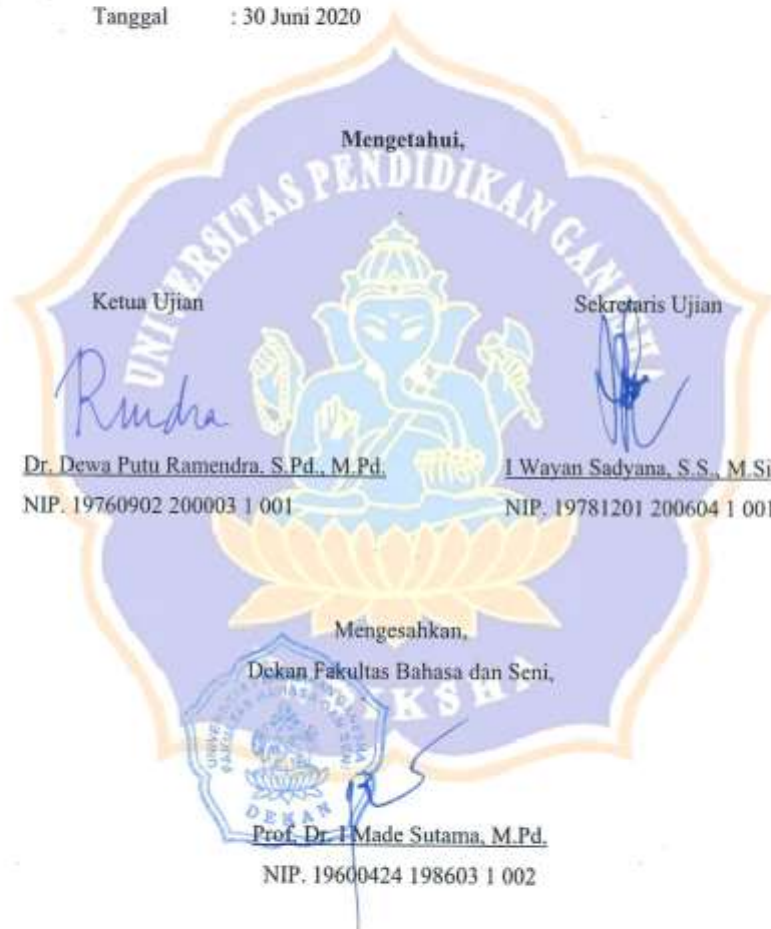 Tanggal : 30 Juni 2020
Mengetahui,
UNIVERSITAS PENDIDIKAN GANESHA
Ketua Ujian Sekretaris Ujian
Dr. Dewa Putu Ramendra, S.Pd., M.Pd. I Wayan Sadyana, S.S., M.Si
NIP. 19760902 200003 1 001 NIP. 19781201 200604 1 001
Mengesahkan,
Dekan Fakultas Bahasa dan Seni,
UNDIKSHA
DEKAN
Prof. Dr. I Made Sutama, M.Pd.
NIP. 19600424 198603 1 002